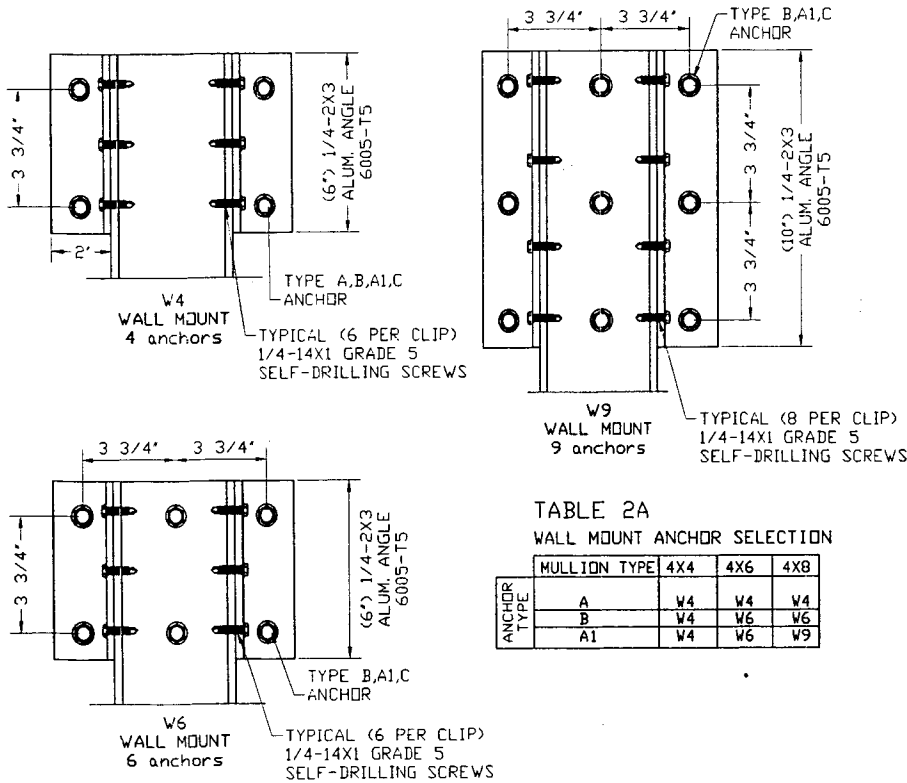 3 3/4"
3 3/4"
(6") 1/4-2X3
ALUM. ANGLE
6005-T5
2"
TYPE A,B,A1,C
ANCHOR
W4
WALL MOUNT
4 anchors
TYPICAL (6 PER CLIP)
1/4-14X1 GRADE 5
SELF-DRILLING SCREWS
3 3/4"
TYPE B,A1,C
ANCHOR
3 3/4"
3 3/4"
(10") 1/4-2X3
ALUM. ANGLE
6005-T5
W9
WALL MOUNT
9 anchors
TYPICAL (8 PER CLIP)
1/4-14X1 GRADE 5
SELF-DRILLING SCREWS
3 3/4"
3 3/4"
3 3/4"
(6") 1/4-2X3
ALUM. ANGLE
6005-T5
TYPE B,A1,C
ANCHOR
W6
WALL MOUNT
6 anchors
TYPICAL (6 PER CLIP)
1/4-14X1 GRADE 5
SELF-DRILLING SCREWS
TABLE 2A
WALL MOUNT ANCHOR SELECTION
MULLION TYPE 4X4 4X6 4X8
ANCHOR
TYPE
A W4 W4 W4
B W4 W6 W6
A1 W4 W6 W9